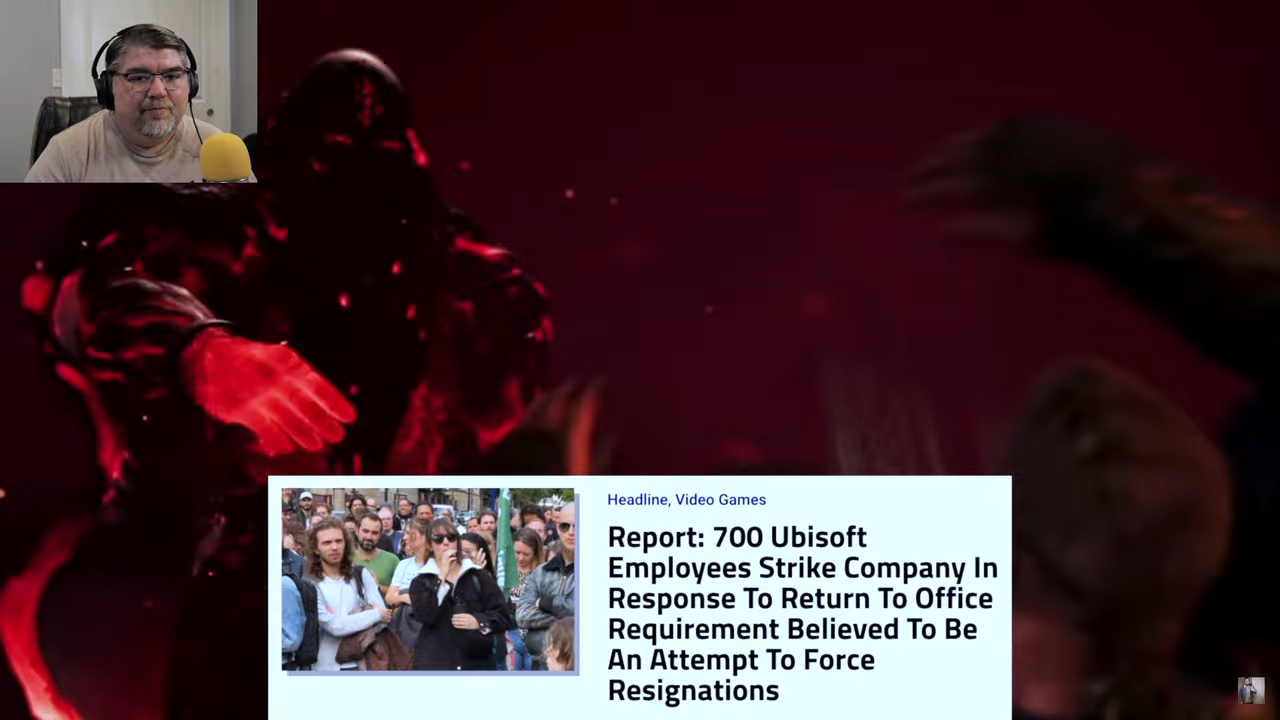 Headline, Video Games
Report: 700 Ubisoft
Employees Strike Company In
Response To Return To Office
Requirement Believed To Be
An Attempt To Force
Resignations